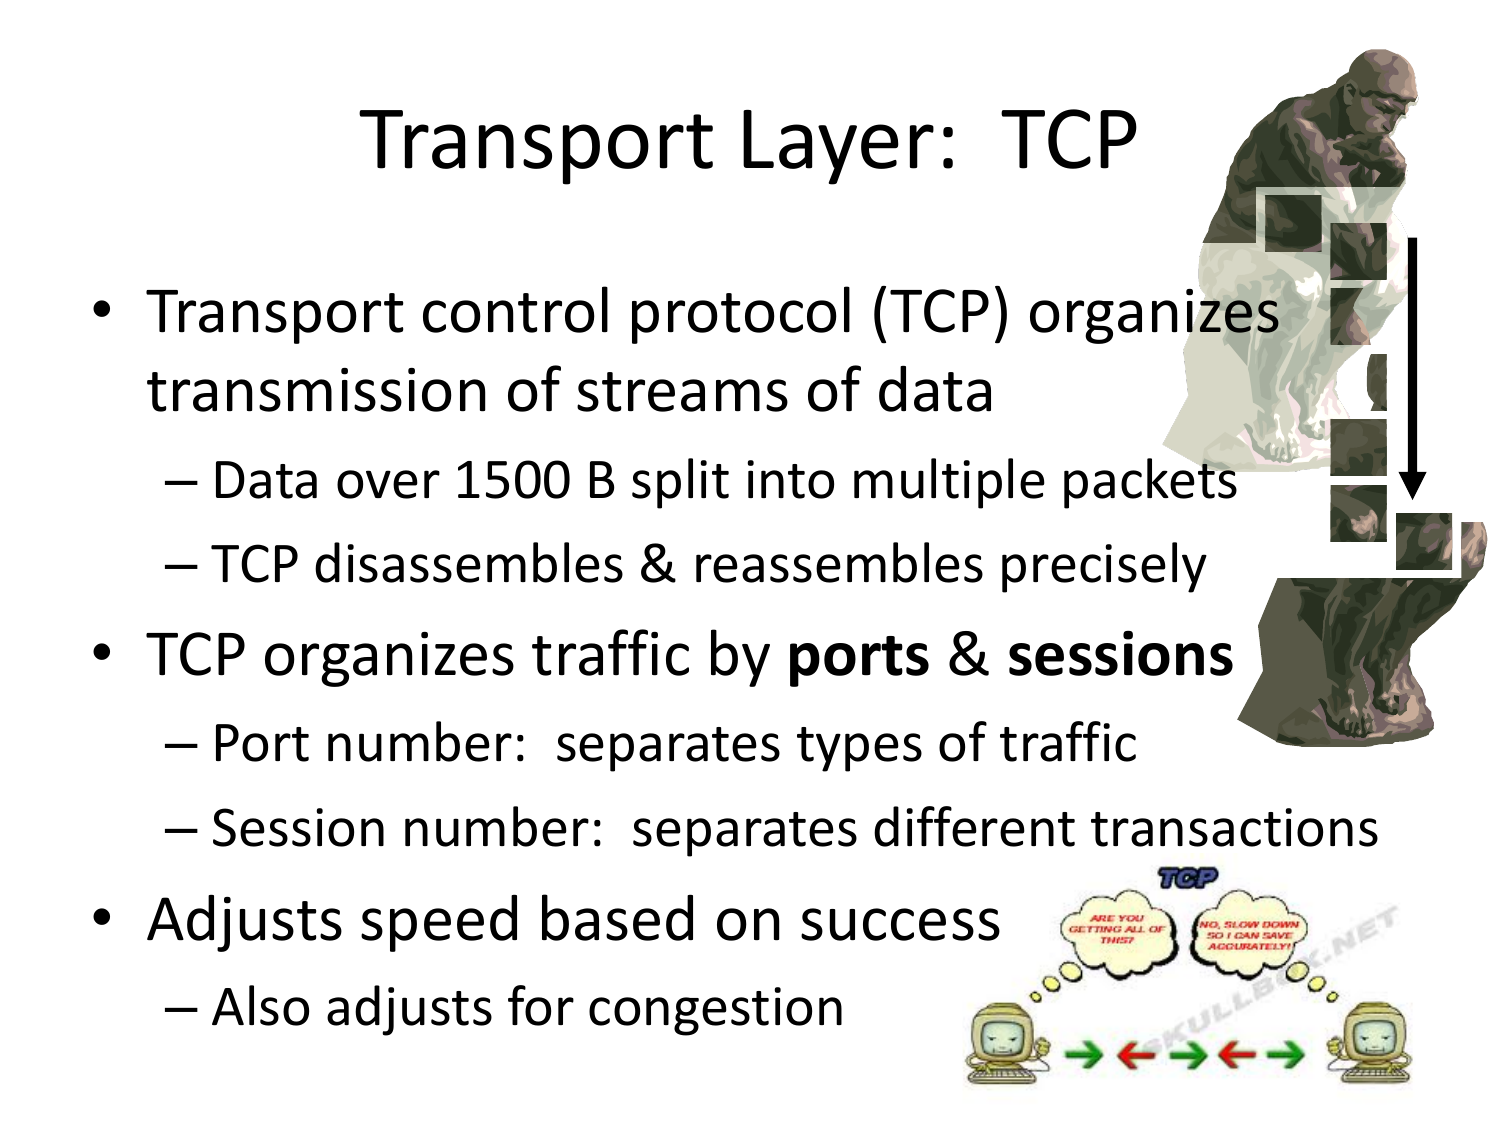 Transport Layer:  TCP
• Transport control protocol (TCP) organizes
transmission of streams of data
– Data over 1500 B split into multiple packets
– TCP disassembles & reassembles precisely
• TCP organizes traffic by ports & sessions
– Port number:  separates types of traffic
– Session number:  separates different transactions
• Adjusts speed based on success
– Also adjusts for congestion
TCP
ARE YOU
GETTING ALL OF
THIS?
NO, SLOW DOWN
SO I CAN SAVE
ACCURATELY!
SKULLBOX.NET